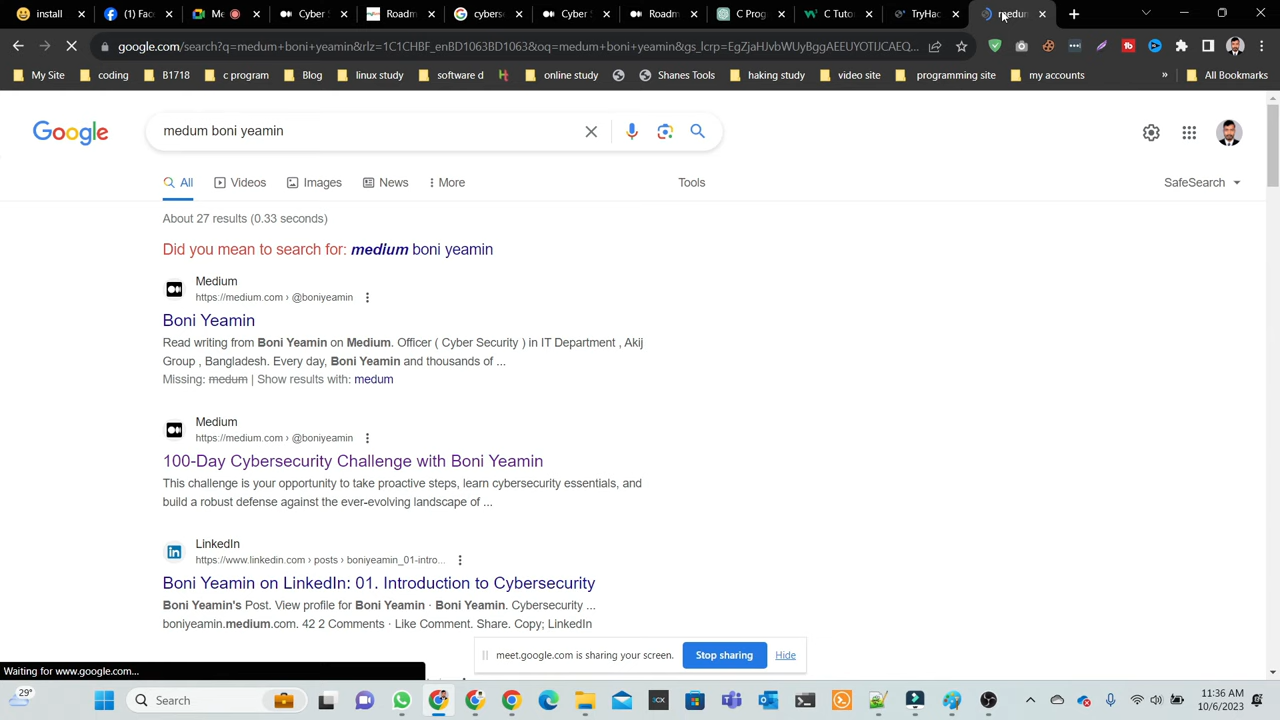 install
Fac
Me
Cyber S
Roadm
cybersc
Cyber S
Roadm
C Prog
C Tuto
TryHac
medun
google.com/search?q=medum+boni+yeamin&rlz=1C1CHBF_enBD1063BD1063&oq=medum+boni+yeamin&gs_lcrp=EgZjaHJvbWUyBggAEEUYOTIJCAEQ...
My Site
coding
B1718
c program
Blog
linux study
software d
online study
Shanes Tools
haking study
video site
programming site
my accounts
»
All Bookmarks
Google
medum boni yeamin
All
Videos
Images
News
More
Tools
SafeSearch
About 27 results (0.33 seconds)
Did you mean to search for: medium boni yeamin
Medium
https://medium.com › @boniyeamin
Boni Yeamin
Read writing from Boni Yeamin on Medium. Officer ( Cyber Security ) in IT Department , Akij
Group , Bangladesh. Every day, Boni Yeamin and thousands of ...
Missing: medum | Show results with: medum
Medium
https://medium.com › @boniyeamin
100-Day Cybersecurity Challenge with Boni Yeamin
This challenge is your opportunity to take proactive steps, learn cybersecurity essentials, and
build a robust defense against the ever-evolving landscape of ...
LinkedIn
https://www.linkedin.com › posts › boniyeamin_01-intro...
Boni Yeamin on LinkedIn: 01. Introduction to Cybersecurity
Boni Yeamin's Post. View profile for Boni Yeamin · Boni Yeamin. Cybersecurity ...
boniyeamin.medium.com. 42 2 Comments · Like Comment. Share. Copy; LinkedIn
meet.google.com is sharing your screen.
Stop sharing
Hide
Waiting for www.google.com...
29°
Search
11:36 AM
10/6/2023